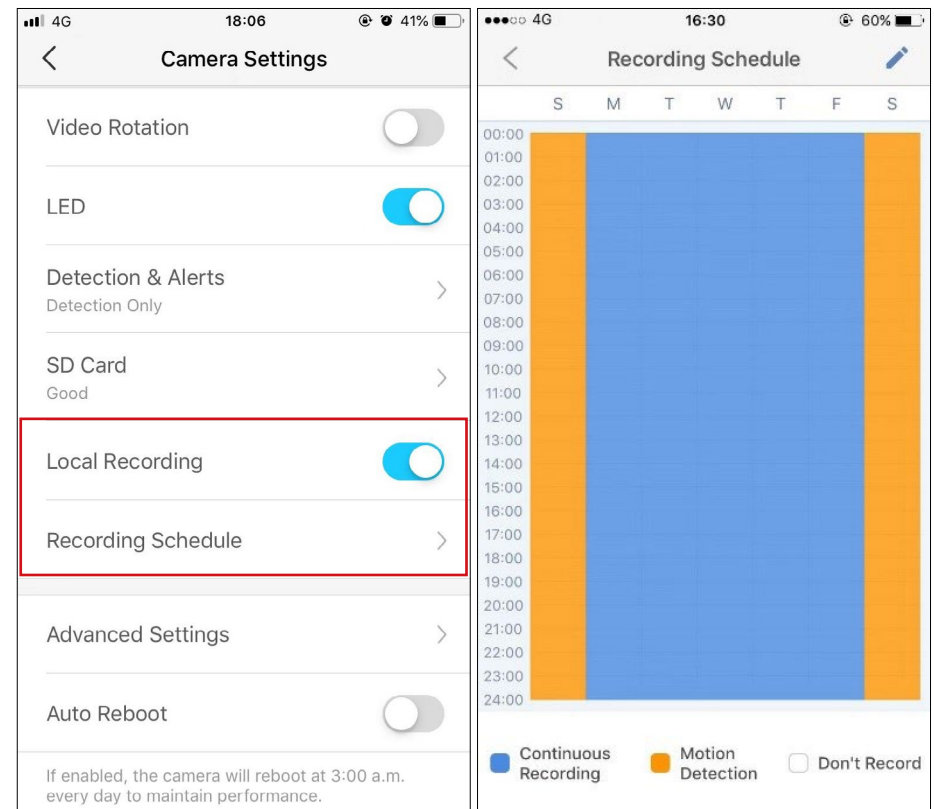 4G 18:06 41%
Camera Settings
Video Rotation
LED
Detection & Alerts
Detection Only
SD Card
Good
Local Recording
Recording Schedule
Advanced Settings
Auto Reboot
If enabled, the camera will reboot at 3:00 a.m.
every day to maintain performance.
4G 16:30 60%
Recording Schedule
S M T W T F S
00:00
01:00
02:00
03:00
04:00
05:00
06:00
07:00
08:00
09:00
10:00
11:00
12:00
13:00
14:00
15:00
16:00
17:00
18:00
19:00
20:00
21:00
22:00
23:00
24:00
Continuous
Recording
Motion
Detection
Don't Record